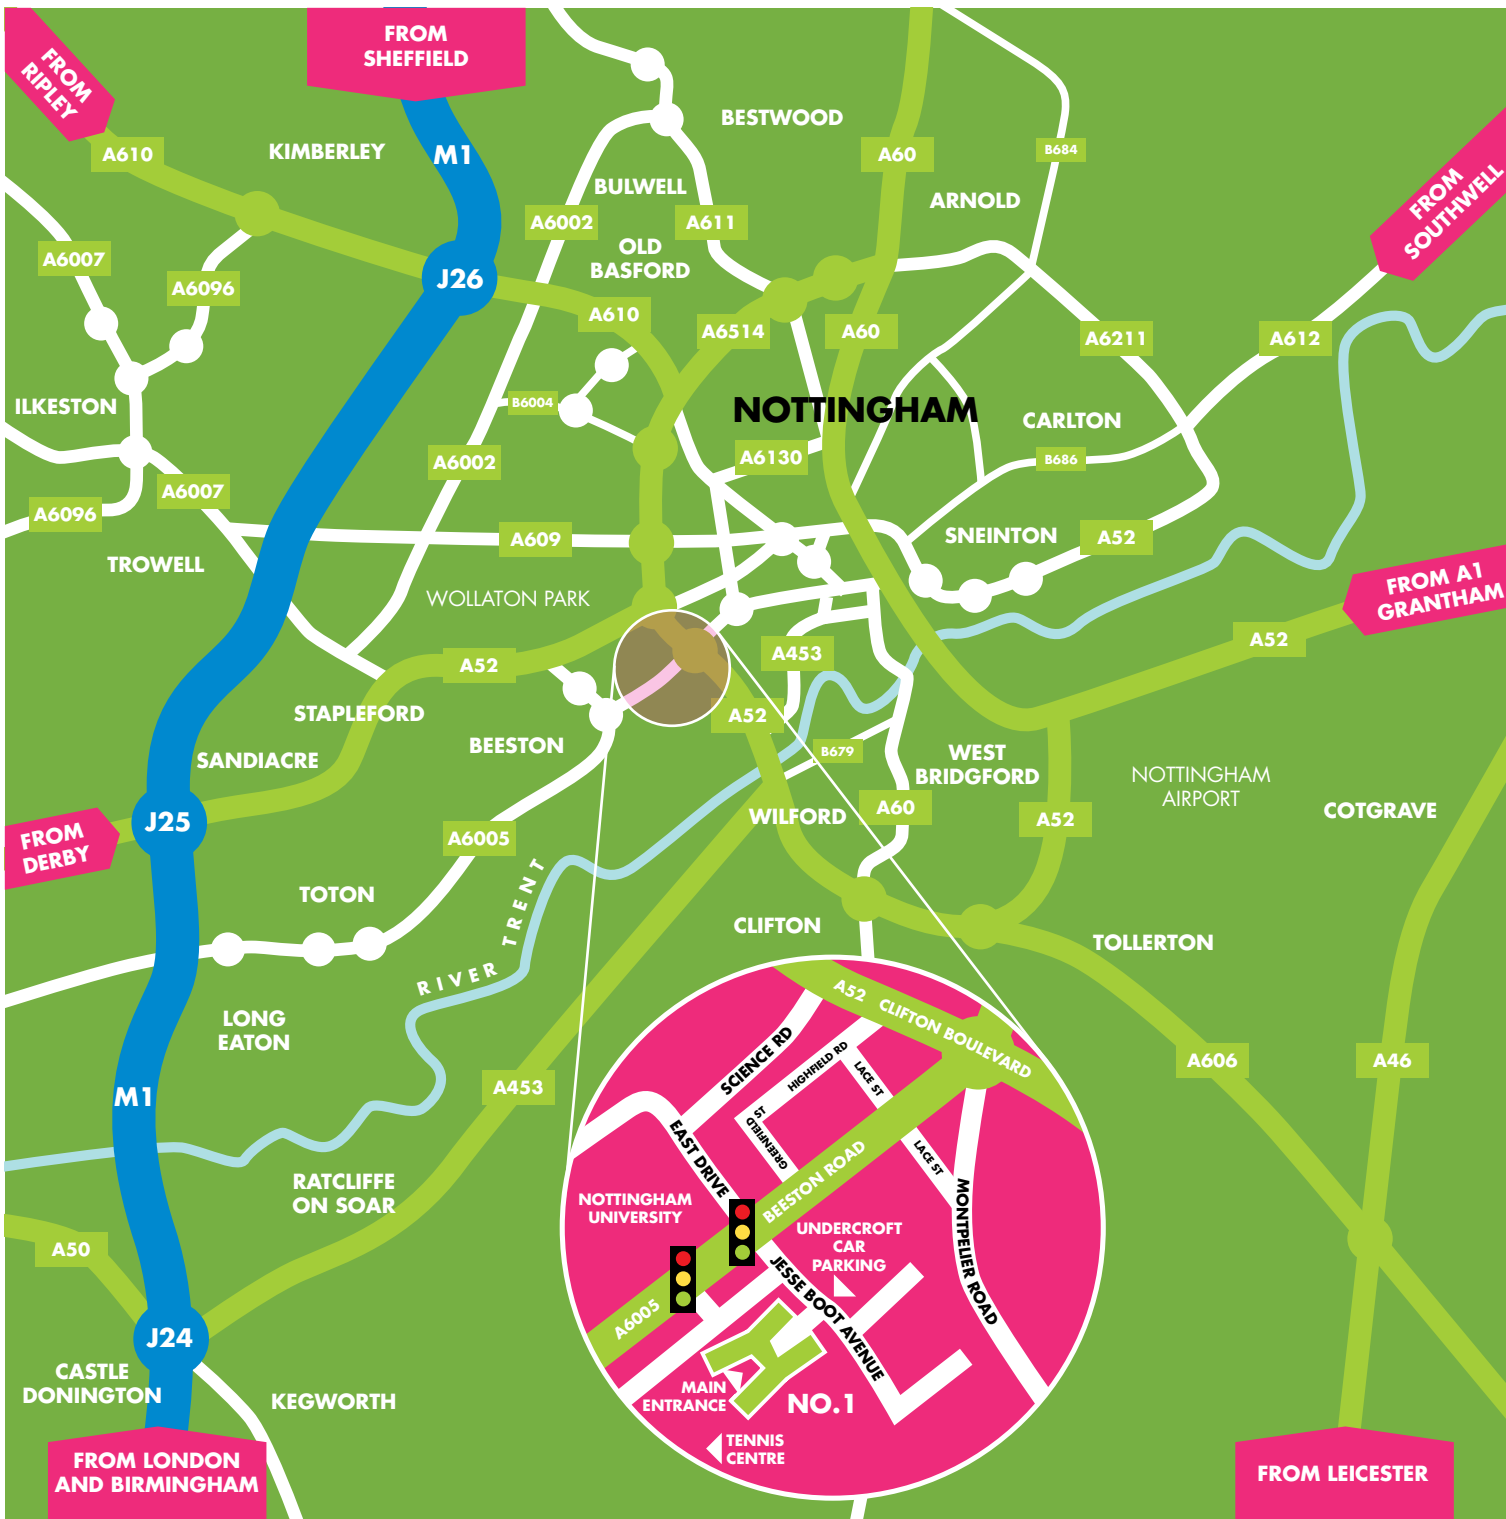 FROM
SHEFFIELD
FROM
RIPLEY
A610
KIMBERLEY
M1
BESTWOOD
A60
B684
BULWELL
ARNOLD
FROM
SOUTHWELL
A6002
A611
A6007
OLD
BASFORD
A6096
J26
A610
A6514
A60
A6211
A612
ILKESTON
B6004
NOTTINGHAM
CARLTON
A6002
A6130
B686
A6007
A6096
A609
SNEINTON
A52
TROWELL
WOLLATON PARK
FROM A1
GRANTHAM
A52
A52
A453
STAPLEFORD
A52
BEESTON
SANDIACRE
B679
WEST
BRIDGFORD
NOTTINGHAM
AIRPORT
J25
WILFORD
A60
A52
COTGRAVE
FROM
DERBY
A6005
TOTON
RIVER TRENT
CLIFTON
TOLLERTON
LONG
EATON
A52 CLIFTON BOULEVARD
SCIENCE RD
HIGHFIELD RD
LACE ST
A606
A46
M1
A453
GREENFIELD ST
EAST DRIVE
BEESTON ROAD
LACE ST
RATCLIFFE
ON SOAR
NOTTINGHAM
UNIVERSITY
MONTPELIER ROAD
UNDERCROFT
CAR
PARKING
A50
JESSE BOOT AVENUE
A6005
J24
CASTLE
DONINGTON
KEGWORTH
MAIN
ENTRANCE
NO.1
TENNIS
CENTRE
FROM LONDON
AND BIRMINGHAM
FROM LEICESTER